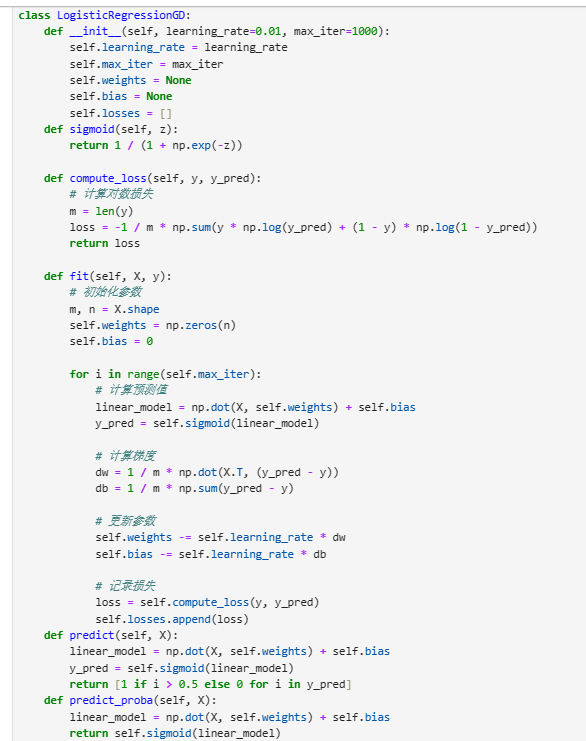 class LogisticRegressionGD:
    def __init__(self, learning_rate=0.01, max_iter=1000):
        self.learning_rate = learning_rate
        self.max_iter = max_iter
        self.weights = None
        self.bias = None
        self.losses = []
    def sigmoid(self, z):
        return 1 / (1 + np.exp(-z))

    def compute_loss(self, y, y_pred):
        # 计算对数损失
        m = len(y)
        loss = -1 / m * np.sum(y * np.log(y_pred) + (1 - y) * np.log(1 - y_pred))
        return loss

    def fit(self, X, y):
        # 初始化参数
        m, n = X.shape
        self.weights = np.zeros(n)
        self.bias = 0

        for i in range(self.max_iter):
            # 计算预测值
            linear_model = np.dot(X, self.weights) + self.bias
            y_pred = self.sigmoid(linear_model)

            # 计算梯度
            dw = 1 / m * np.dot(X.T, (y_pred - y))
            db = 1 / m * np.sum(y_pred - y)

            # 更新参数
            self.weights -= self.learning_rate * dw
            self.bias -= self.learning_rate * db

            # 记录损失
            loss = self.compute_loss(y, y_pred)
            self.losses.append(loss)
    def predict(self, X):
        linear_model = np.dot(X, self.weights) + self.bias
        y_pred = self.sigmoid(linear_model)
        return [1 if i > 0.5 else 0 for i in y_pred]
    def predict_proba(self, X):
        linear_model = np.dot(X, self.weights) + self.bias
        return self.sigmoid(linear_model)